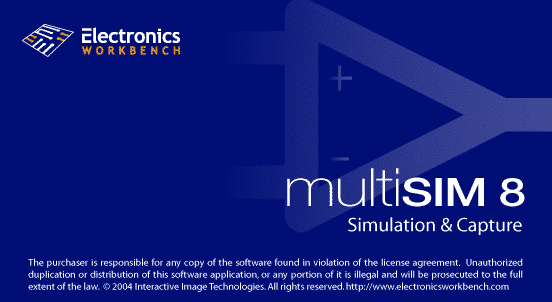 Electronics
WORKBENCH
multiSIM 8
Simulation & Capture
The purchaser is responsible for any copy of the software found in violation of the license agreement. Unauthorized
duplication or distribution of this software application, or any portion of it is illegal and will be prosecuted to the full
extent of the law. © 2004 Interactive Image Technologies. All rights reserved. http://www.electronicsworkbench.com